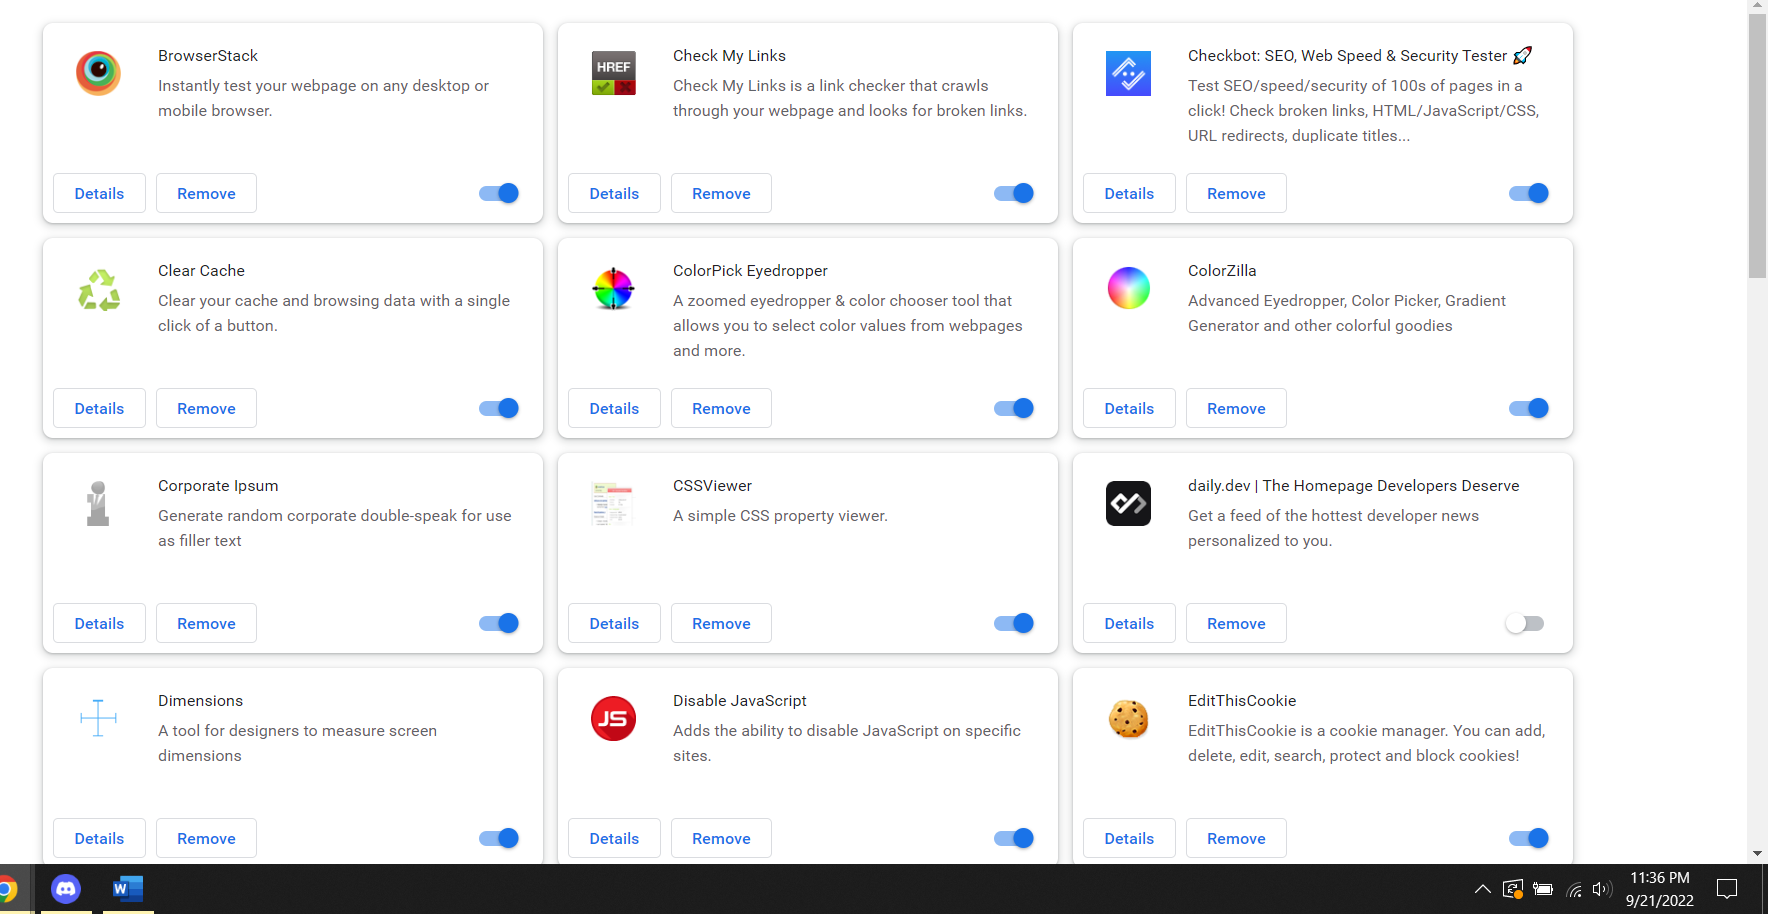 BrowserStack
Instantly test your webpage on any desktop or
mobile browser.
Details
Remove
HREF
Check My Links
Check My Links is a link checker that crawls
through your webpage and looks for broken links.
Details
Remove
Checkbot: SEO, Web Speed & Security Tester 🚀
Test SEO/speed/security of 100s of pages in a
click! Check broken links, HTML/JavaScript/CSS,
URL redirects, duplicate titles...
Details
Remove
Clear Cache
Clear your cache and browsing data with a single
click of a button.
Details
Remove
ColorPick Eyedropper
A zoomed eyedropper & color chooser tool that
allows you to select color values from webpages
and more.
Details
Remove
ColorZilla
Advanced Eyedropper, Color Picker, Gradient
Generator and other colorful goodies
Details
Remove
Corporate Ipsum
Generate random corporate double-speak for use
as filler text
Details
Remove
CSSViewer
A simple CSS property viewer.
Details
Remove
daily.dev | The Homepage Developers Deserve
Get a feed of the hottest developer news
personalized to you.
Details
Remove
Dimensions
A tool for designers to measure screen
dimensions
Details
Remove
JS
Disable JavaScript
Adds the ability to disable JavaScript on specific
sites.
Details
Remove
EditThisCookie
EditThisCookie is a cookie manager. You can add,
delete, edit, search, protect and block cookies!
Details
Remove
W
11:36 PM
9/21/2022